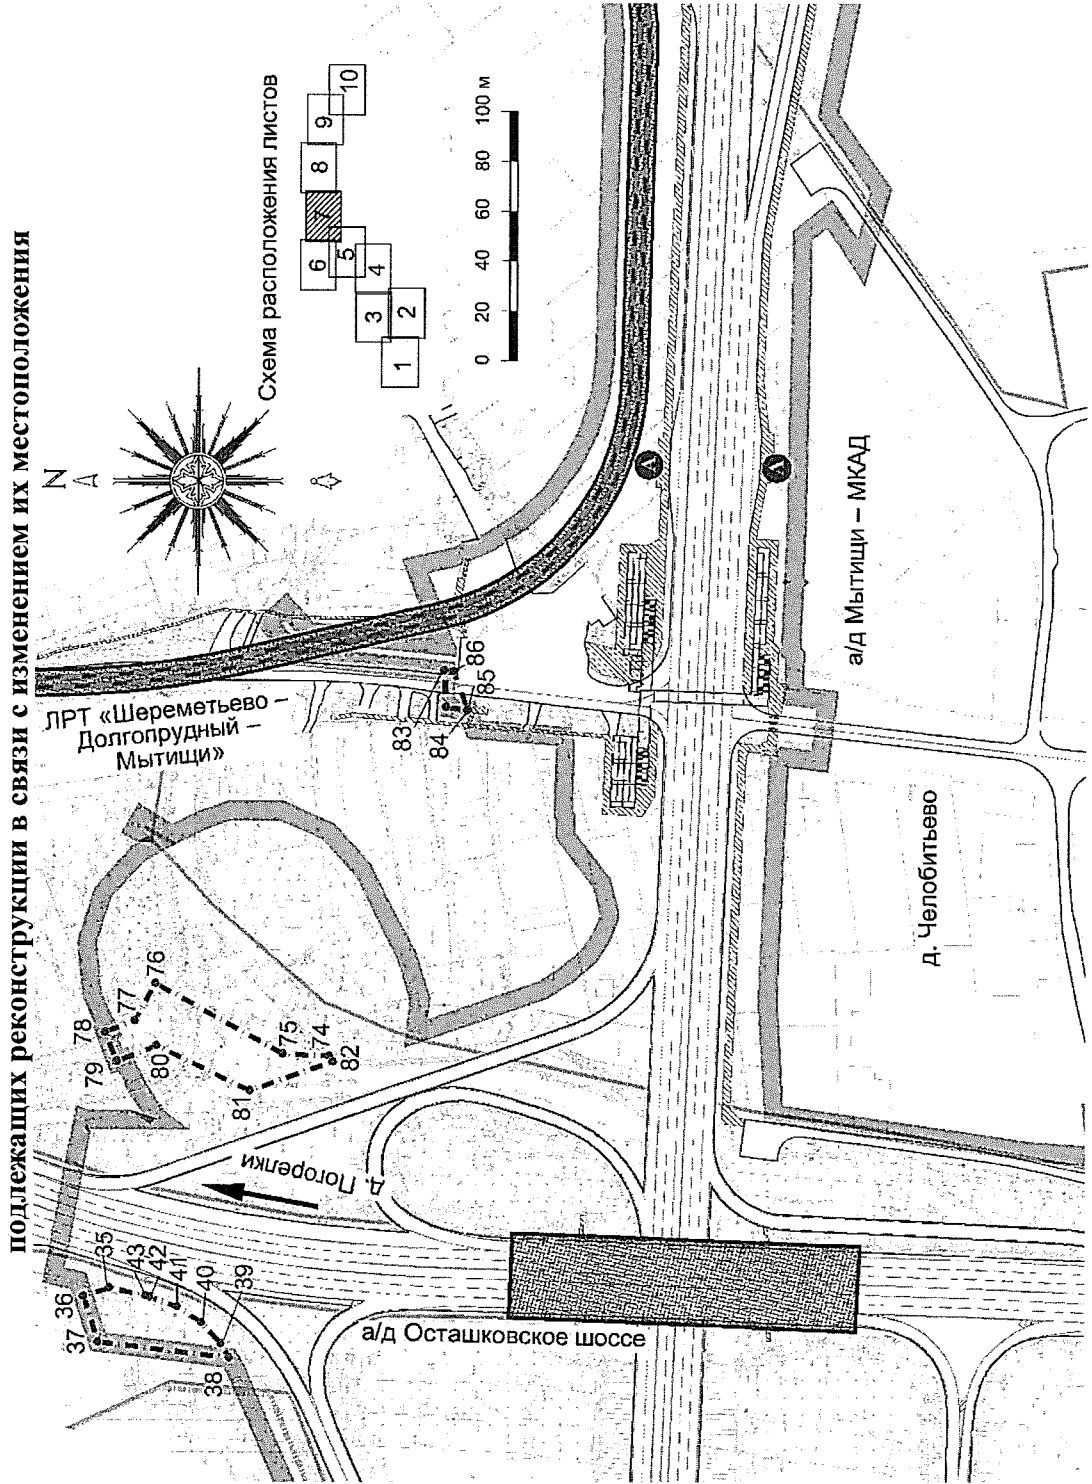 подлежащих реконструкции в связи с изменением их местоположения
N
Схема расположения листов
1
2
3
4
5
6
7
8
9
10
0
20
40
60
80
100 м
ЛРТ «Шереметьево –
Долгопрудный –
Мытищи»
36
35
37
43
42
41
40
39
38
78
77
76
79
80
81
75
74
82
83
84
85
86
д. Погорелки
а/д Осташковское шоссе
А
А
а/д Мытищи – МКАД
д. Челобитьево